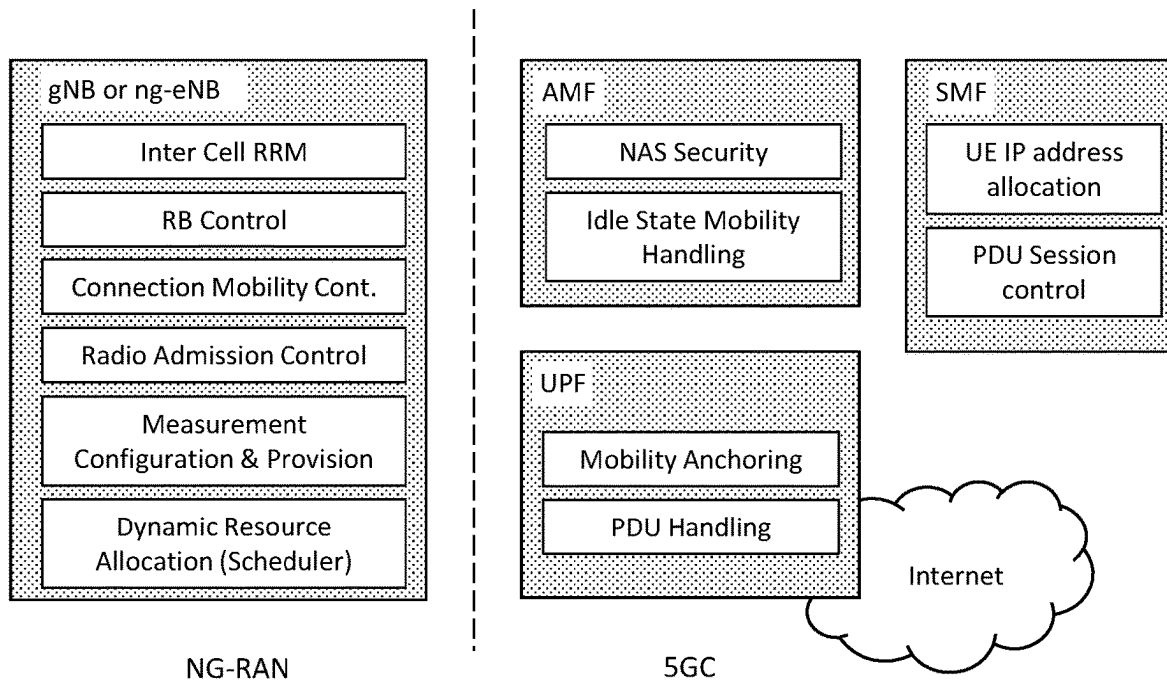 gNB or ng-eNB
Inter Cell RRM
RB Control
Connection Mobility Cont.
Radio Admission Control
Measurement
Configuration & Provision
Dynamic Resource
Allocation (Scheduler)
NG-RAN
AMF
NAS Security
Idle State Mobility
Handling
SMF
UE IP address
allocation
PDU Session
control
UPF
Mobility Anchoring
PDU Handling
Internet
5GC